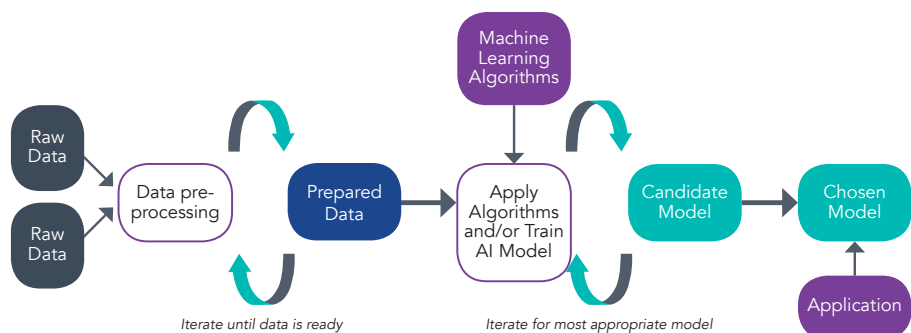 Machine
Learning
Algorithms
Raw
Data
Raw
Data
Data pre-
processing
Prepared
Data
Apply
Algorithms
and/or Train
AI Model
Candidate
Model
Chosen
Model
Application
Iterate until data is ready
Iterate for most appropriate model